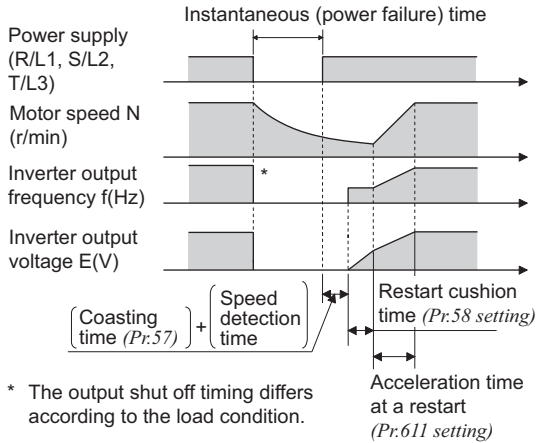 Instantaneous (power failure) time
Power supply
(R/L1, S/L2,
T/L3)
Motor speed N
(r/min)
Inverter output
frequency f(Hz)
*
Inverter output
voltage E(V)
Coasting
time (Pr.57)
+
Speed
detection
time
Restart cushion
time (Pr.58 setting)
Acceleration time
at a restart
(Pr.611 setting)
* The output shut off timing differs
according to the load condition.